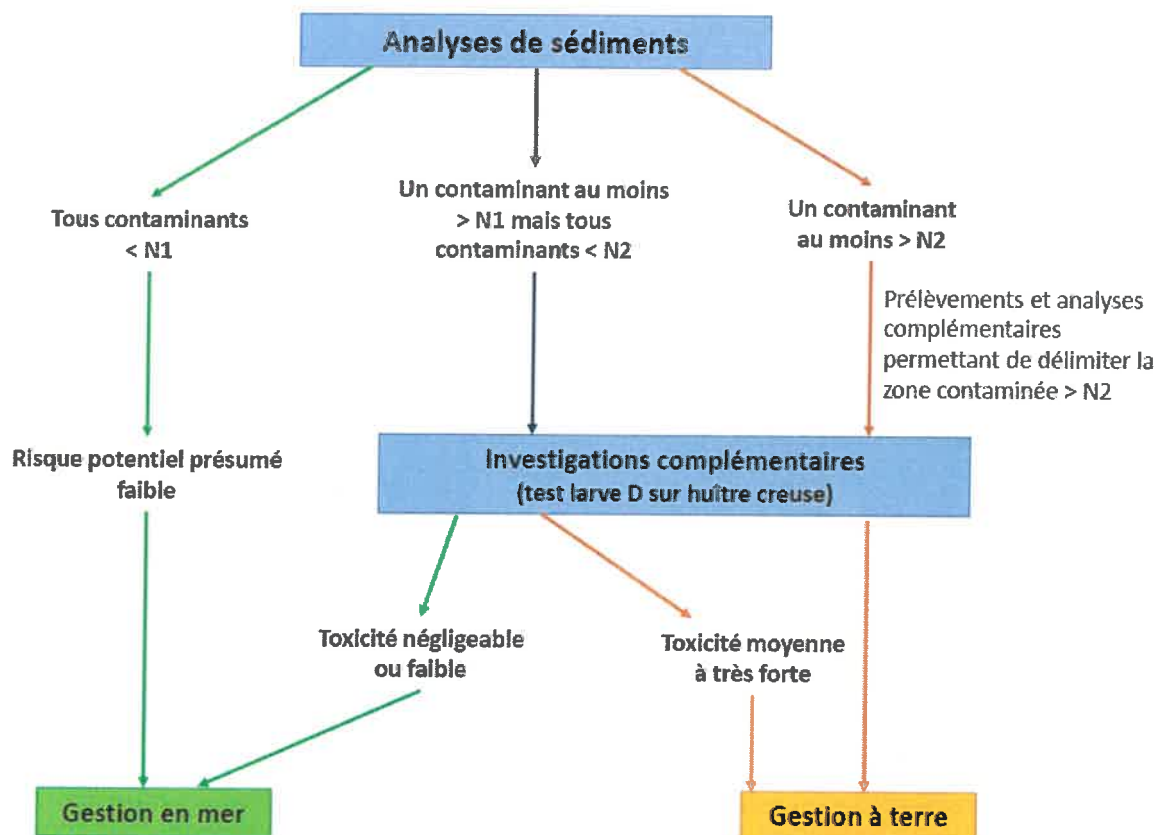 Analyses de sédiments
Tous contaminants
< N1
Un contaminant au moins
> N1 mais tous
contaminants < N2
Un contaminant
au moins > N2
Prélèvements et analyses
complémentaires
permettant de délimiter la
zone contaminée > N2
Risque potentiel présumé
faible
Investigations complémentaires
(test larve D sur huître creuse)
Toxicité négligeable
ou faible
Toxicité moyenne
à très forte
Gestion en mer
Gestion à terre